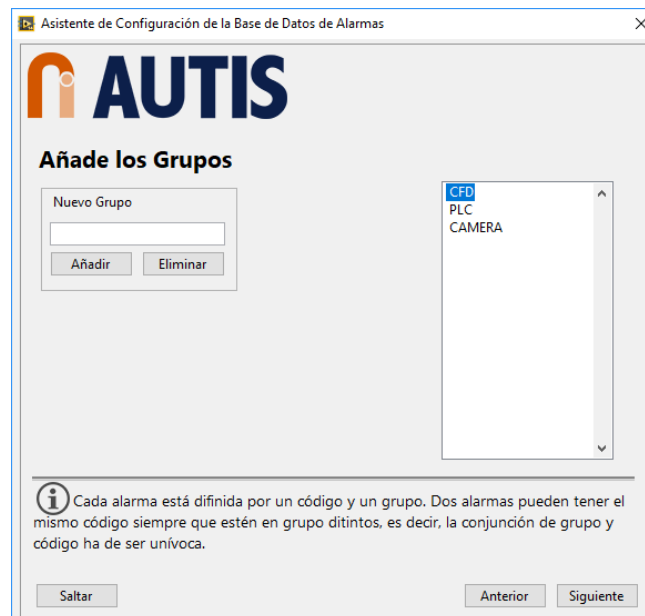 Asistente de Configuración de la Base de Datos de Alarmas
AUTIS
Añade los Grupos
Nuevo Grupo
Añadir
Eliminar
CFD
PLC
CAMERA
Cada alarma está difinida por un código y un grupo. Dos alarmas pueden tener el
mismo código siempre que estén en grupo ditintos, es decir, la conjunción de grupo y
código ha de ser unívoca.
Saltar
Anterior
Siguiente